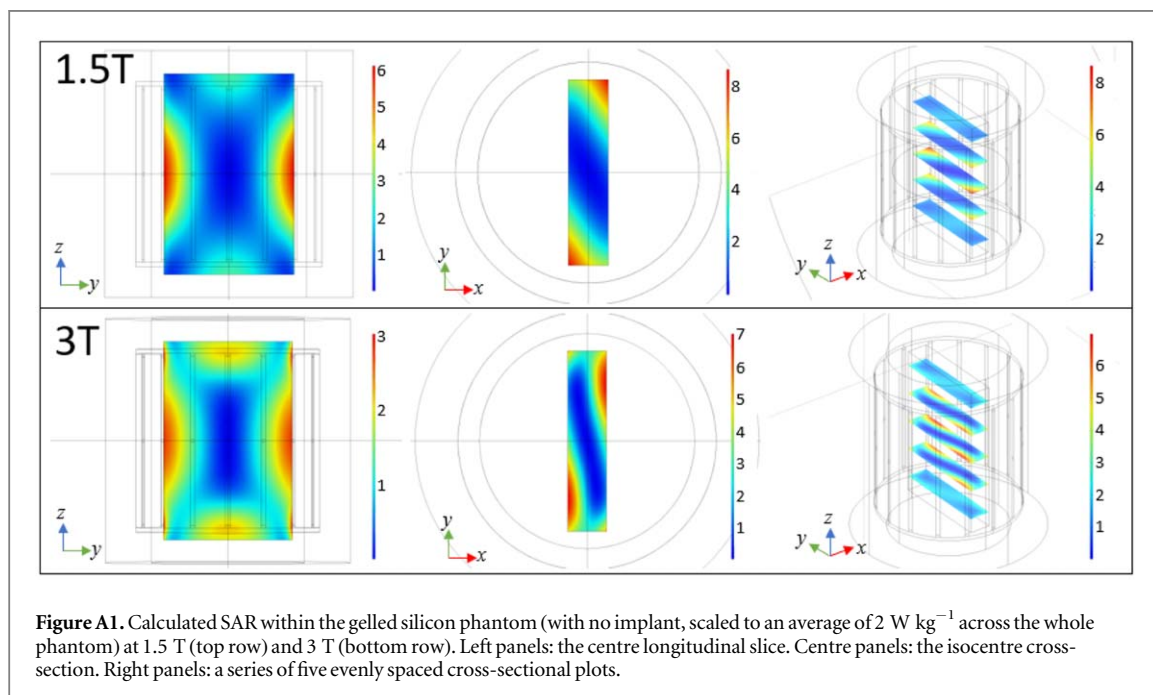 1.5T
6
5
4
3
2
1
z
y
8
6
4
2
y
x
8
6
4
2
z
y
x
3T
3
2
1
z
y
7
6
5
4
3
2
1
y
x
6
5
4
3
2
1
z
y
x
Figure A1. Calculated SAR within the gelled silicon phantom (with no implant, scaled to an average of 2 W kg−1 across the whole
phantom) at 1.5 T (top row) and 3 T (bottom row). Left panels: the centre longitudinal slice. Centre panels: the isocentre cross-
section. Right panels: a series of five evenly spaced cross-sectional plots.